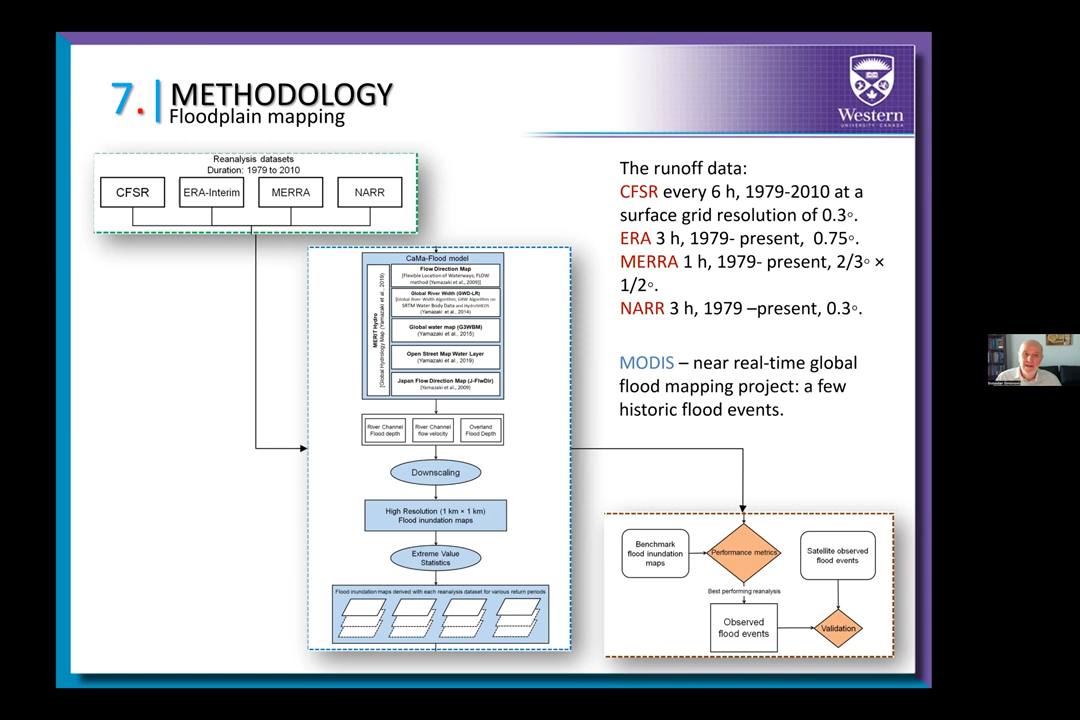 7.
METHODOLOGY
Floodplain mapping
Western
UNIVERSITY · CANADA
Reanalysis datasets
Duration: 1979 to 2010
CFSR
ERA-Interim
MERRA
NARR
The runoff data:
CFSR every 6 h, 1979-2010 at a
surface grid resolution of 0.3◦.
ERA 3 h, 1979- present, 0.75◦.
MERRA 1 h, 1979- present, 2/3◦ ×
1/2◦.
NARR 3 h, 1979 –present, 0.3◦.
MODIS – near real-time global
flood mapping project: a few
historic flood events.
CaMa-Flood model
MERIT Hydro
[Global Hydrology Map (Yamazaki et al., 2019)]
Flow Direction Map
[Flexible Location of Waterways; FLOW
method (Yamazaki et al., 2009)]
Global River Width (GWD-LR)
[Global River Width Algorithm, GRW Algorithm on
SRTM Water Body Data and HydroSHEDS
(Yamazaki et al., 2014)
Global water map (G3WBM)
(Yamazaki et al., 2015)
Open Street Map Water Layer
(Yamazaki et al., 2019)
Japan Flow Direction Map (J-FlwDir)
[Yamazaki et al., 2009)
River Channel
Flood depth
River Channel
flow velocity
Overland
Flood Depth
Downscaling
High Resolution (1 km × 1 km)
Flood inundation maps
Extreme Value
Statistics
Flood inundation maps derived with each reanalysis dataset for various return periods
Benchmark
flood inundation
maps
Performance metrics
Satellite observed
flood events
Best performing reanalysis
Observed
flood events
Validation
Slobodan Simonovic